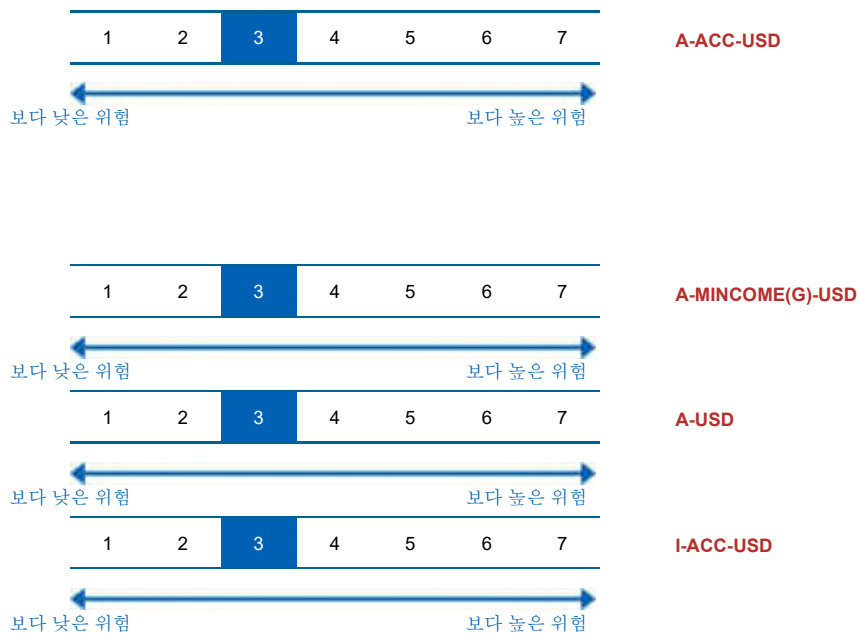 1 2 3 4 5 6 7 A-ACC-USD
보다 낮은 위험 보다 높은 위험
1 2 3 4 5 6 7 A-MINCOME(G)-USD
보다 낮은 위험 보다 높은 위험
1 2 3 4 5 6 7 A-USD
보다 낮은 위험 보다 높은 위험
1 2 3 4 5 6 7 I-ACC-USD
보다 낮은 위험 보다 높은 위험